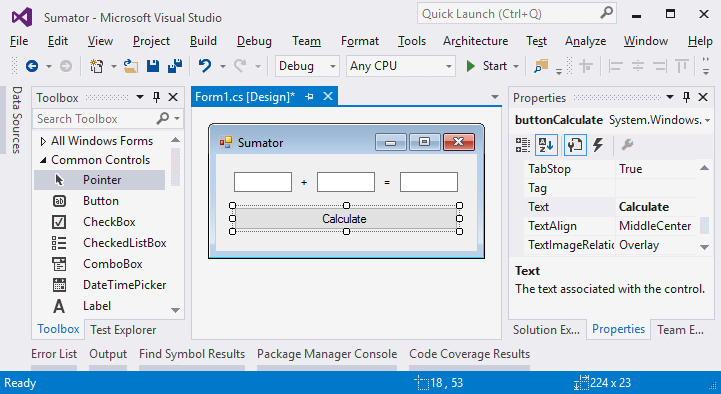 Sumator - Microsoft Visual Studio
Quick Launch (Ctrl+Q)
File Edit View Project Build Debug Team Format Tools Architecture Test Analyze Window Help
Debug Any CPU Start
Data Sources
Toolbox
Search Toolbox
All Windows Forms
Common Controls
Pointer
Button
CheckBox
CheckedListBox
ComboBox
DateTimePicker
A Label
Toolbox Test Explorer
Form1.cs [Design]*
Sumator
+ =
Calculate
Properties
buttonCalculate System.Windows.
TabStop True
Tag
Text Calculate
TextAlign MiddleCenter
TextImageRelatio Overlay
Text
The text associated with the control.
Solution Ex... Properties Team E...
Error List Output Find Symbol Results Package Manager Console Code Coverage Results
Ready 18 , 53 224 x 23